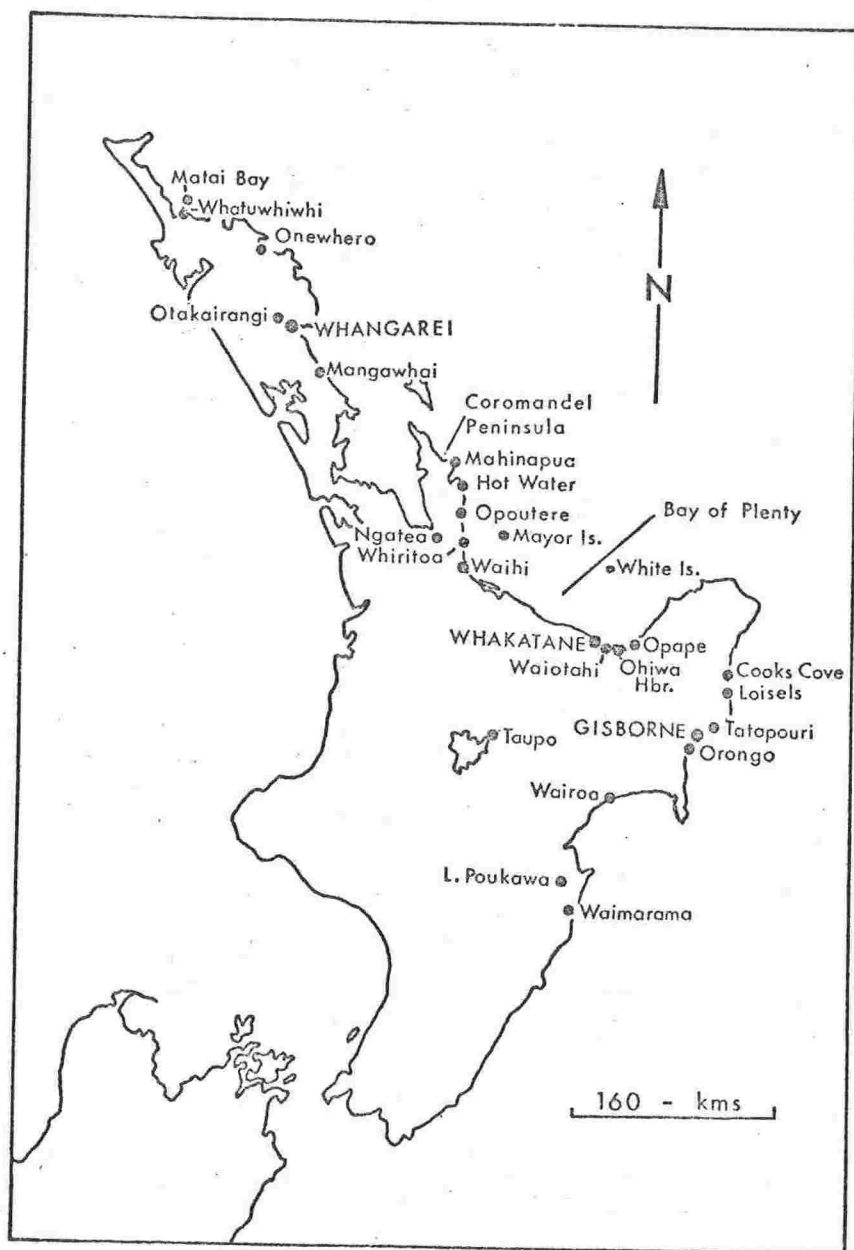 Matai Bay
Whatuwhiwhi
Onewhero
N
Otakairangi
WHANGAREI
Mangawhai
Coromandel
Peninsula
Mahinapua
Hot Water
Opoutere
Bay of Plenty
Ngatea
Mayor Is.
Whiritoa
Waihi
White Is.
WHAKATANE
Opape
Waiotahi
Ohiwa
Hbr.
Cooks Cove
Loisels
Tatapouri
GISBORNE
Taupo
Orongo
Wairoa
L. Poukawa
Waimarama
160 - kms